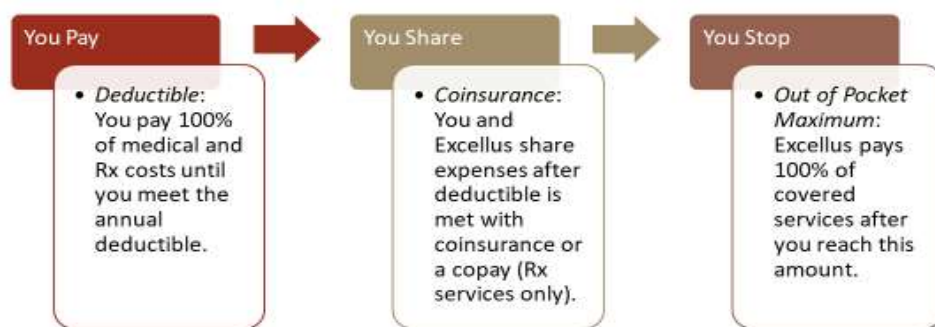 You Pay
• Deductible:
You pay 100%
of medical and
Rx costs until
you meet the
annual
deductible.
You Share
• Coinsurance:
You and
Excellus share
expenses after
deductible is
met with
coinsurance or
a copay (Rx
services only).
You Stop
• Out of Pocket
Maximum:
Excellus pays
100% of
covered
services after
you reach this
amount.